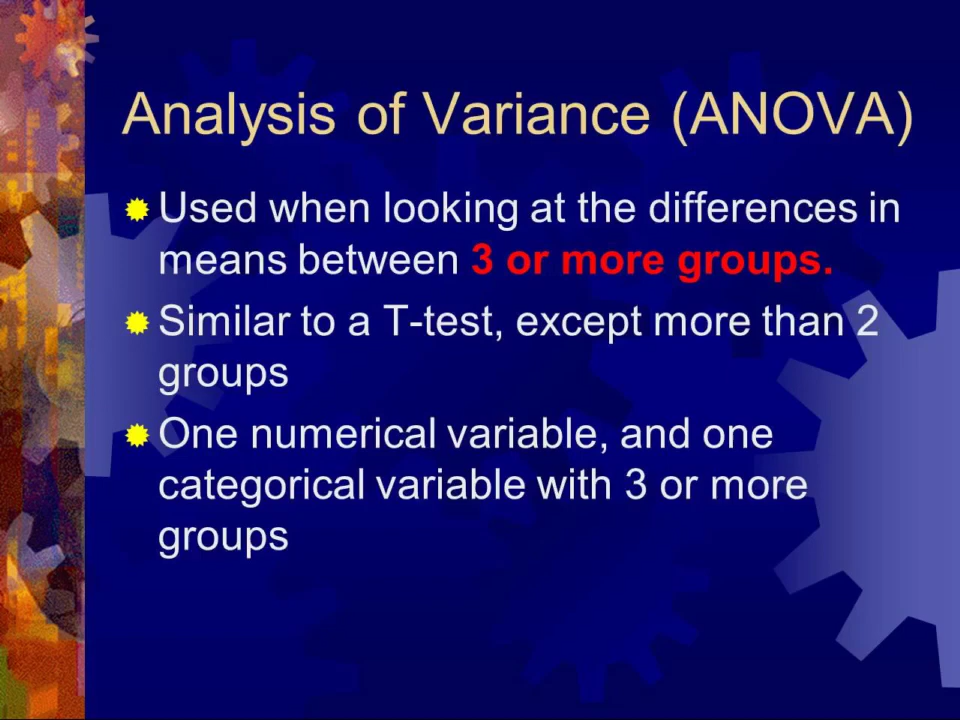 Analysis of Variance (ANOVA)
Used when looking at the differences in
means between 3 or more groups.
Similar to a T-test, except more than 2
groups
One numerical variable, and one
categorical variable with 3 or more
groups